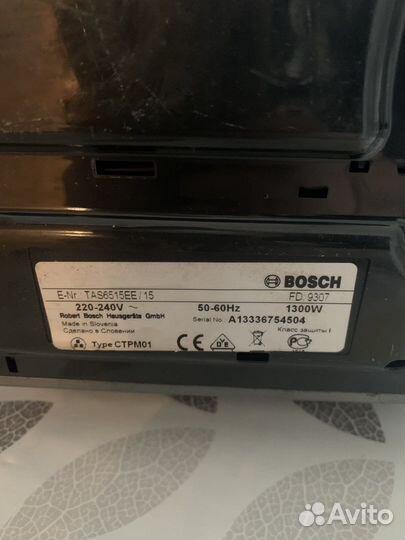 BOSCH
E-Nr. TAS6515EE / 15 FD. 9307
220-240V ~ 50-60Hz 1300W
Robert Bosch Hausgeräte GmbH Serial No. A13336754504
Made in Slovenia Класс защиты I
Сделано в Словении
Type CTPM01 CE
Avito